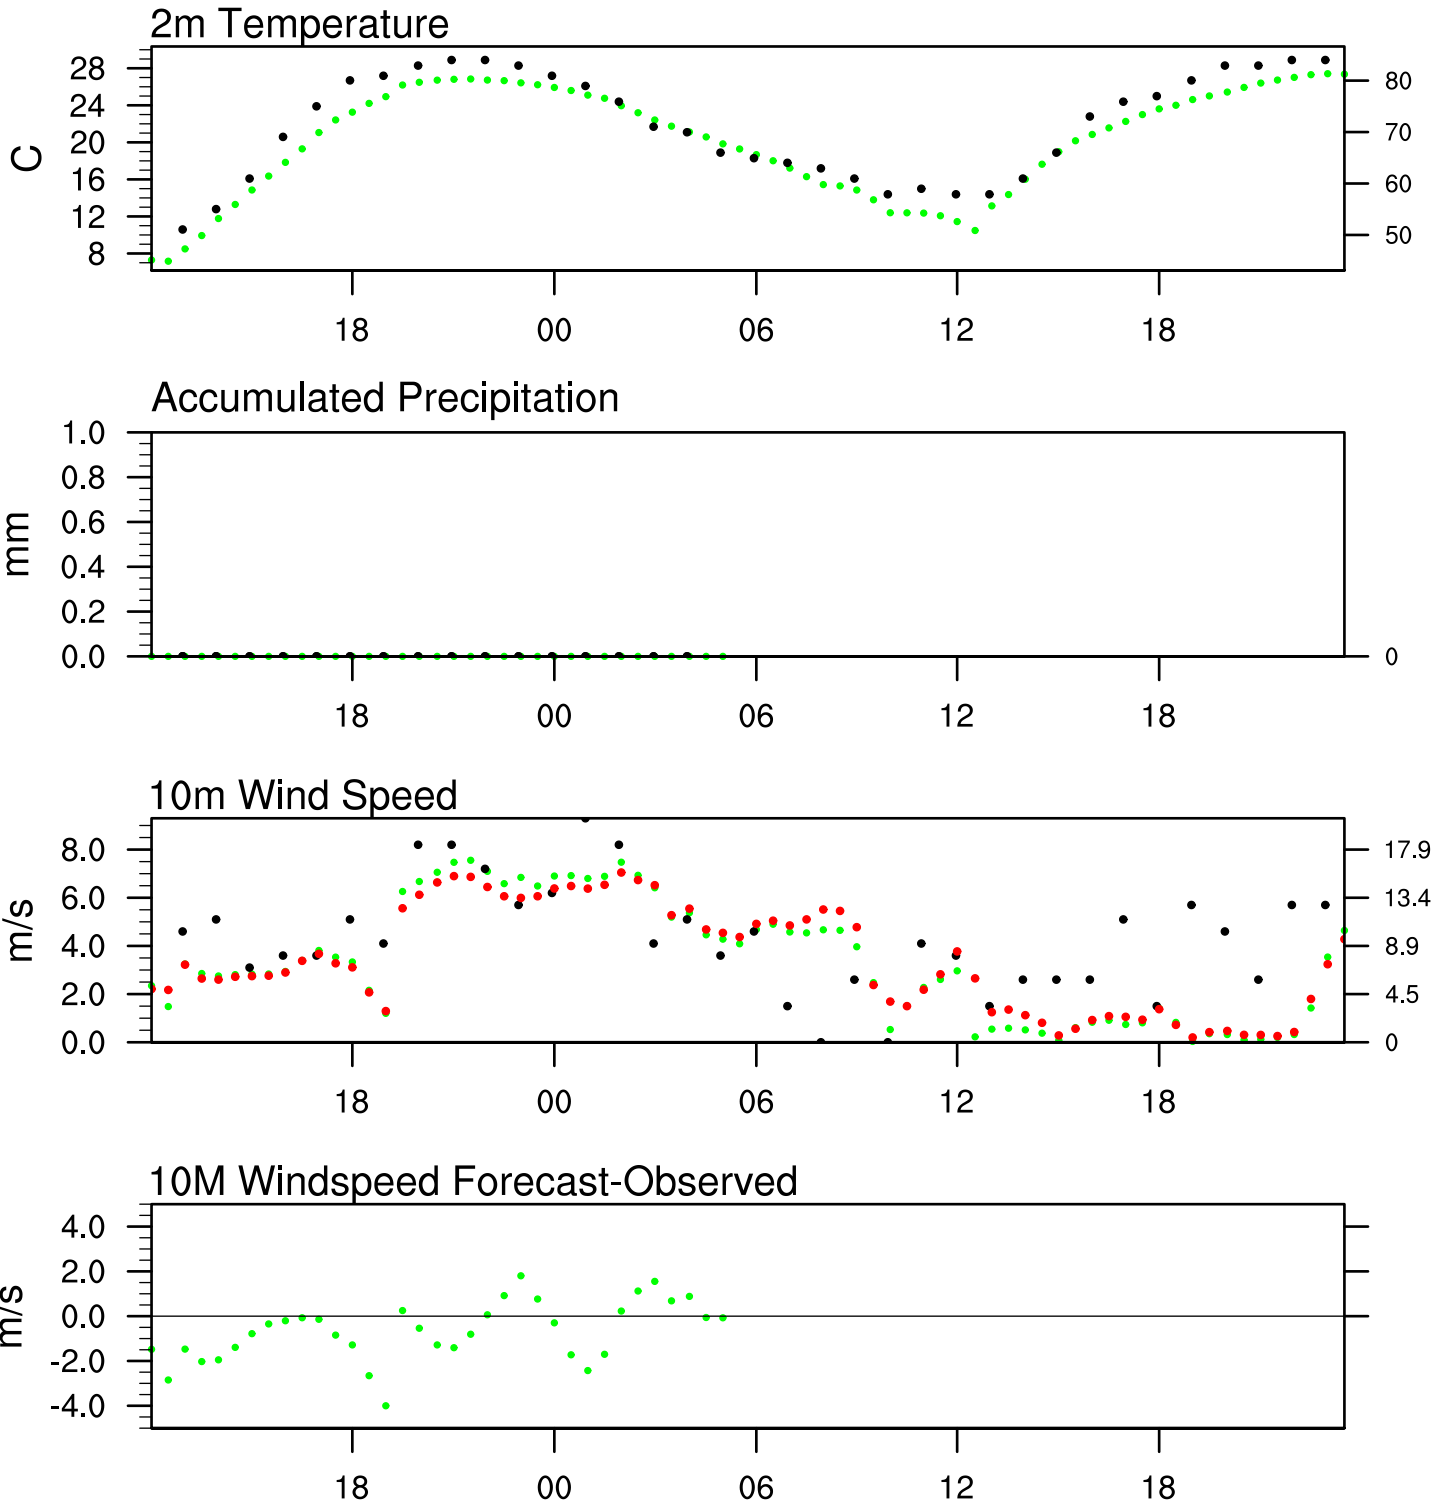 2m Temperature
28
24
20
16
12
8
C
80
70
60
50
18 00 06 12 18
Accumulated Precipitation
1.0
0.8
0.6
0.4
0.2
0.0
mm
0
18 00 06 12 18
10m Wind Speed
8.0
6.0
4.0
2.0
0.0
m/s
17.9
13.4
8.9
4.5
0
18 00 06 12 18
10M Windspeed Forecast-Observed
4.0
2.0
0.0
-2.0
-4.0
m/s
18 00 06 12 18